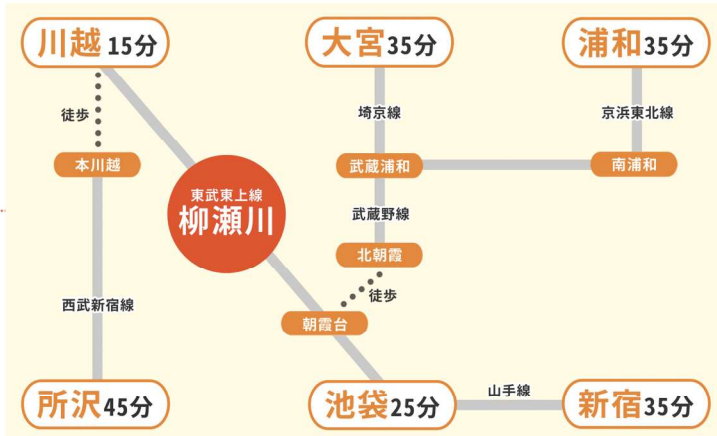 川越 15分
大宮 35分
浦和 35分
徒歩
埼京線
京浜東北線
本川越
武蔵浦和
南浦和
東武東上線
柳瀬川
武蔵野線
北朝霞
徒歩
西武新宿線
朝霞台
所沢 45分
池袋 25分
山手線
新宿 35分